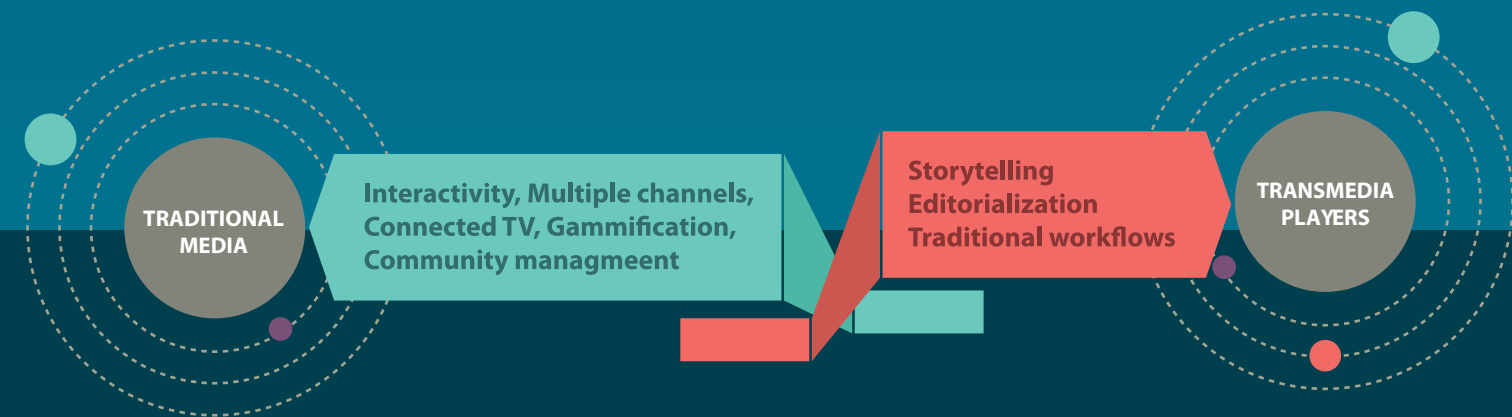 TRADITIONAL
MEDIA
Interactivity, Multiple channels,
Connected TV, Gammification,
Community managmeent
Storytelling
Editorialization
Traditional workflows
TRANSMEDIA
PLAYERS